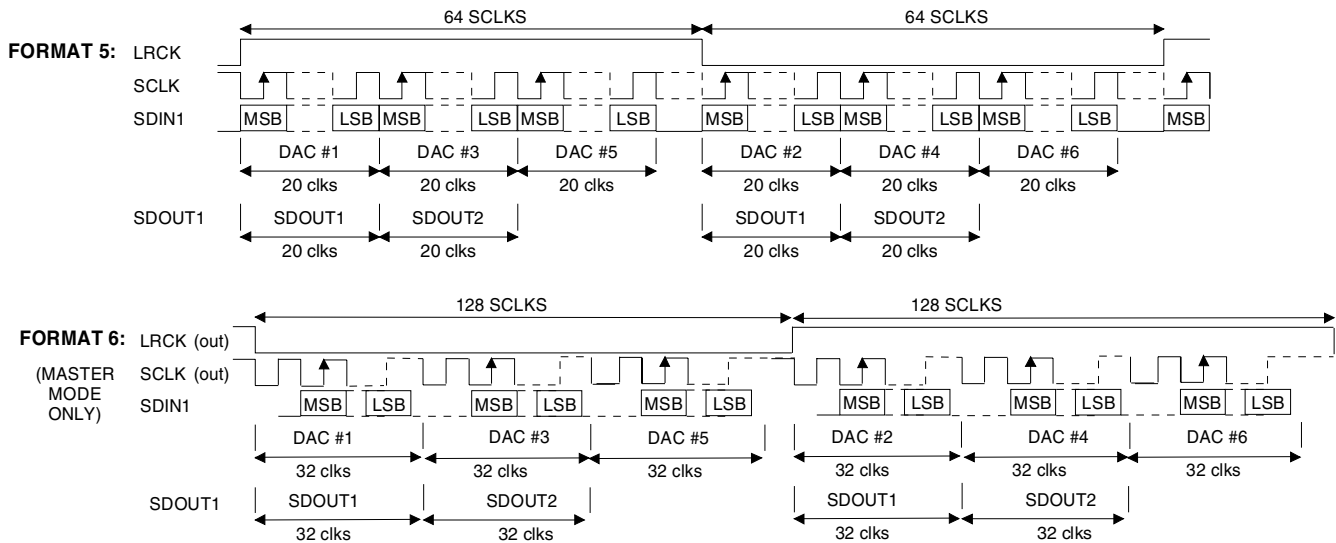 64 SCLKS 64 SCLKS
FORMAT 5: LRCK
SCLK
SDIN1 MSB LSB MSB LSB MSB LSB MSB LSB MSB LSB MSB LSB MSB
DAC #1 DAC #3 DAC #5 DAC #2 DAC #4 DAC #6
20 clks 20 clks 20 clks 20 clks 20 clks 20 clks
SDOUT1 SDOUT1 SDOUT2 SDOUT1 SDOUT2
20 clks 20 clks 20 clks 20 clks
128 SCLKS 128 SCLKS
FORMAT 6: LRCK (out)
(MASTER MODE ONLY) SCLK (out)
SDIN1 MSB LSB MSB LSB MSB LSB MSB LSB MSB LSB MSB LSB
DAC #1 DAC #3 DAC #5 DAC #2 DAC #4 DAC #6
32 clks 32 clks 32 clks 32 clks 32 clks 32 clks
SDOUT1 SDOUT1 SDOUT2 SDOUT1 SDOUT2
32 clks 32 clks 32 clks 32 clks